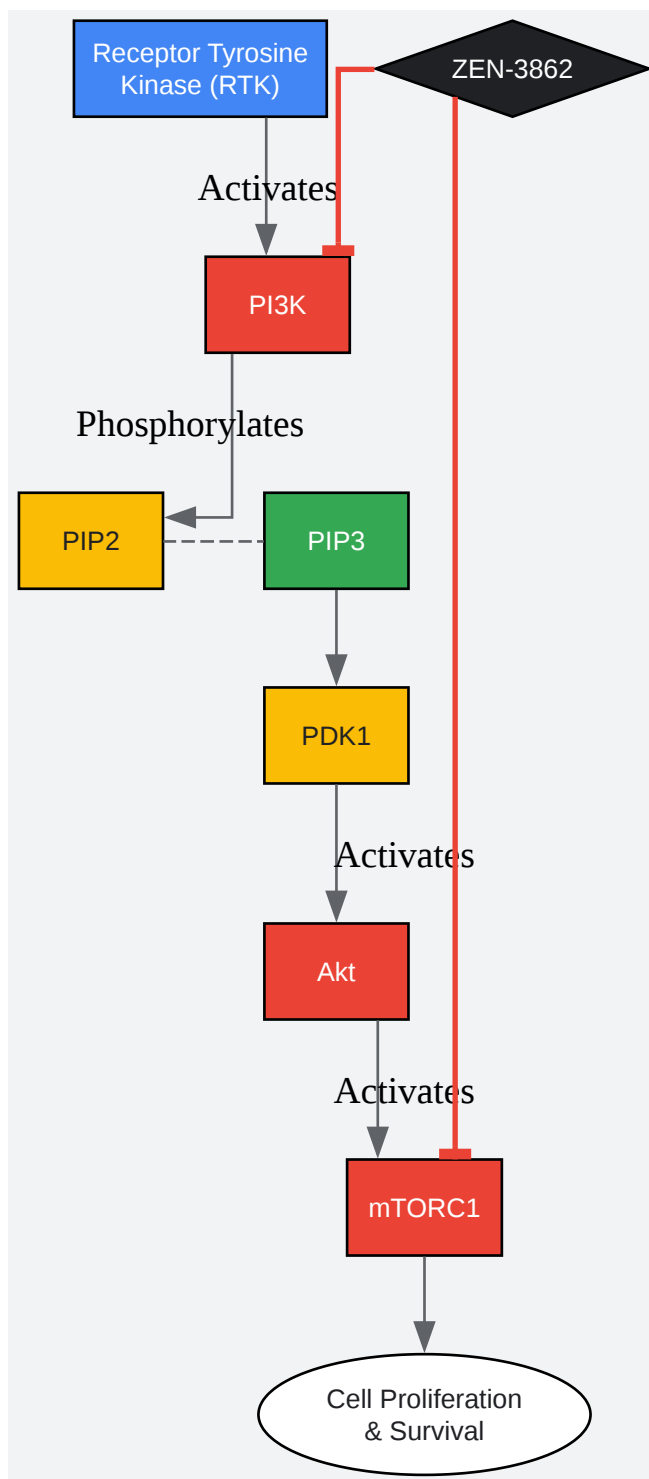 Receptor Tyrosine
Kinase (RTK)
ZEN-3862
Activates
PI3K
Phosphorylates
PIP2
PIP3
PDK1
Activates
Akt
Activates
mTORC1
Cell Proliferation
& Survival